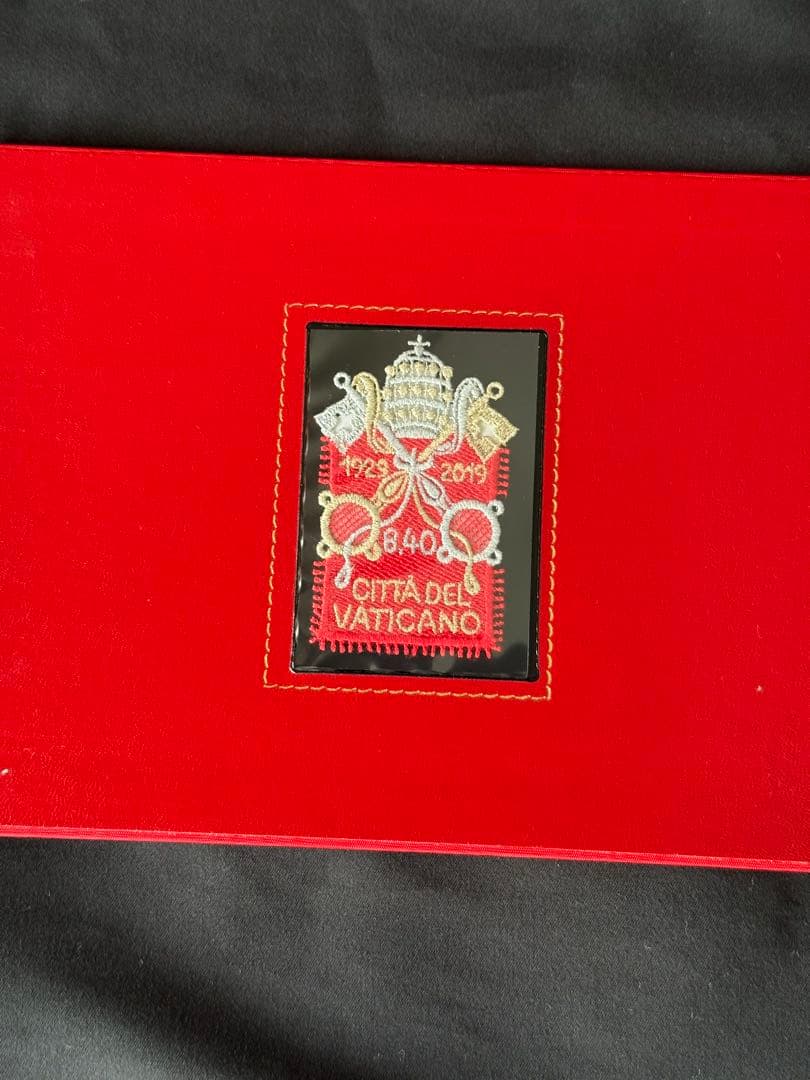 1929 2019
8,40
CITTÀ DEL
VATICANO